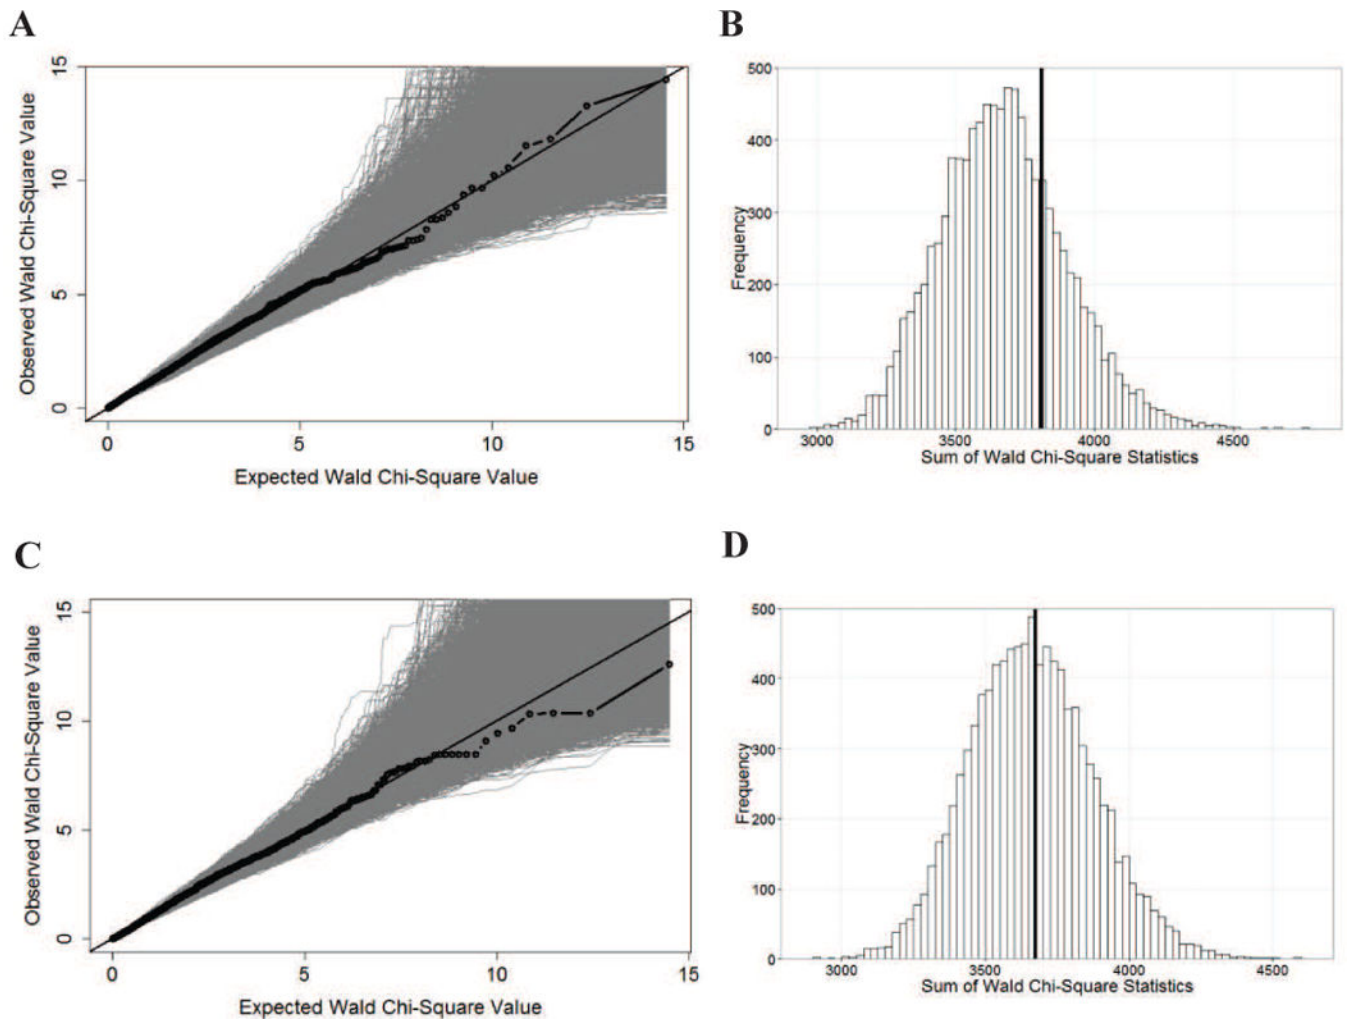 A
Observed Wald Chi-Square Value
15
10
5
0
0 5 10 15
Expected Wald Chi-Square Value
B
Frequency
500
400
300
200
100
0
3000 3500 4000 4500
Sum of Wald Chi-Square Statistics
C
Observed Wald Chi-Square Value
15
10
5
0
0 5 10 15
Expected Wald Chi-Square Value
D
Frequency
500
400
300
200
100
0
3000 3500 4000 4500
Sum of Wald Chi-Square Statistics